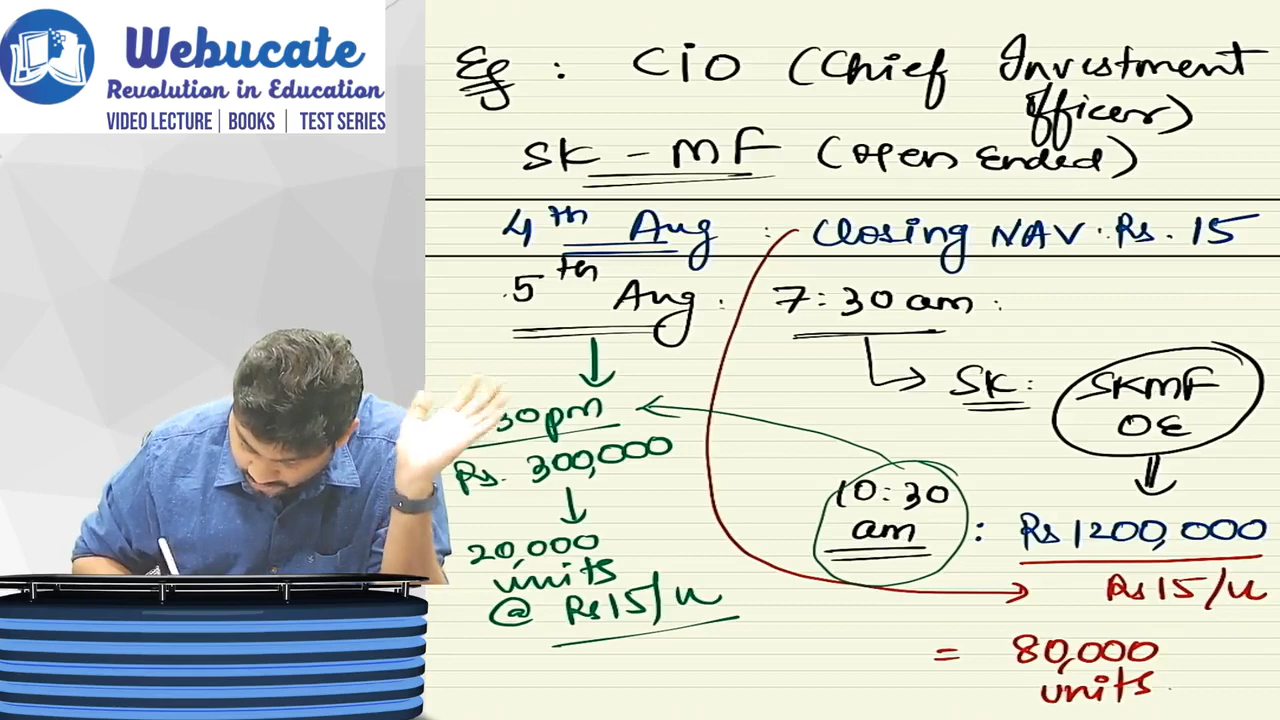 Webucate
Revolution in Education
VIDEO LECTURE | BOOKS | TEST SERIES
Eg : CiO (Chief Investment
officer)
SK - MF (Open Ended)
4th Aug : Closing NAV. Rs. 15
5th Aug : 7:30 am :
SK : SKMF
OE
30pm
Rs. 300,000
10:30
am : Rs 1200,000
20,000
units
@ Rs15/u
Rs 15/u
= 80,000
units